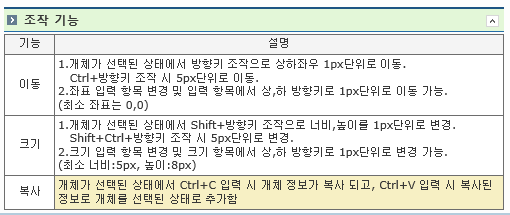 조작 기능
기능 설명
이동
1.개체가 선택된 상태에서 방향키 조작으로 상하좌우 1px단위로 이동.
Ctrl+방향키 조작 시 5px단위로 이동.
2.좌표 입력 항목 변경 및 입력 항목에서 상,하 방향키로 1px단위로 이동 가능.
(최소 좌표는 0,0)
크기
1.개체가 선택된 상태에서 Shift+방향키 조작으로 너비,높이를 1px단위로 변경.
Shift+Ctrl+방향키 조작 시 5px단위로 변경.
2.크기 입력 항목 변경 및 크기 항목에서 상,하 방향키로 1px단위로 변경 가능.
(최소 너비:5px, 높이:8px)
복사
개체가 선택된 상태에서 Ctrl+C 입력 시 개체 정보가 복사 되고, Ctrl+V 입력 시 복사된
정보로 개체를 선택된 상태로 추가함